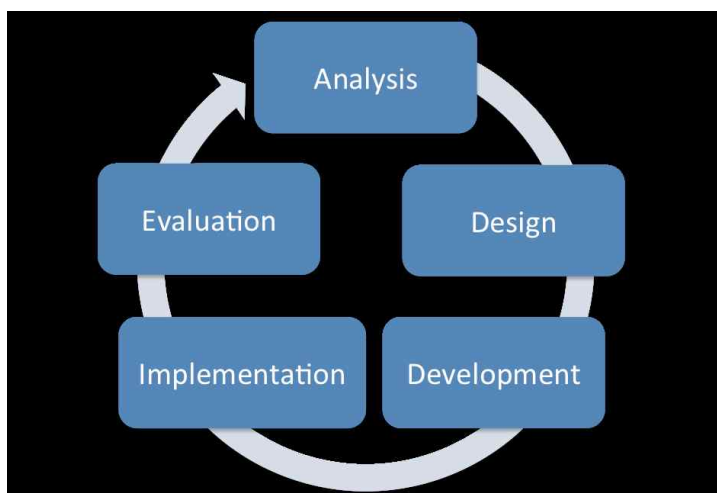 Analysis
Design
Development
Implementation
Evaluation